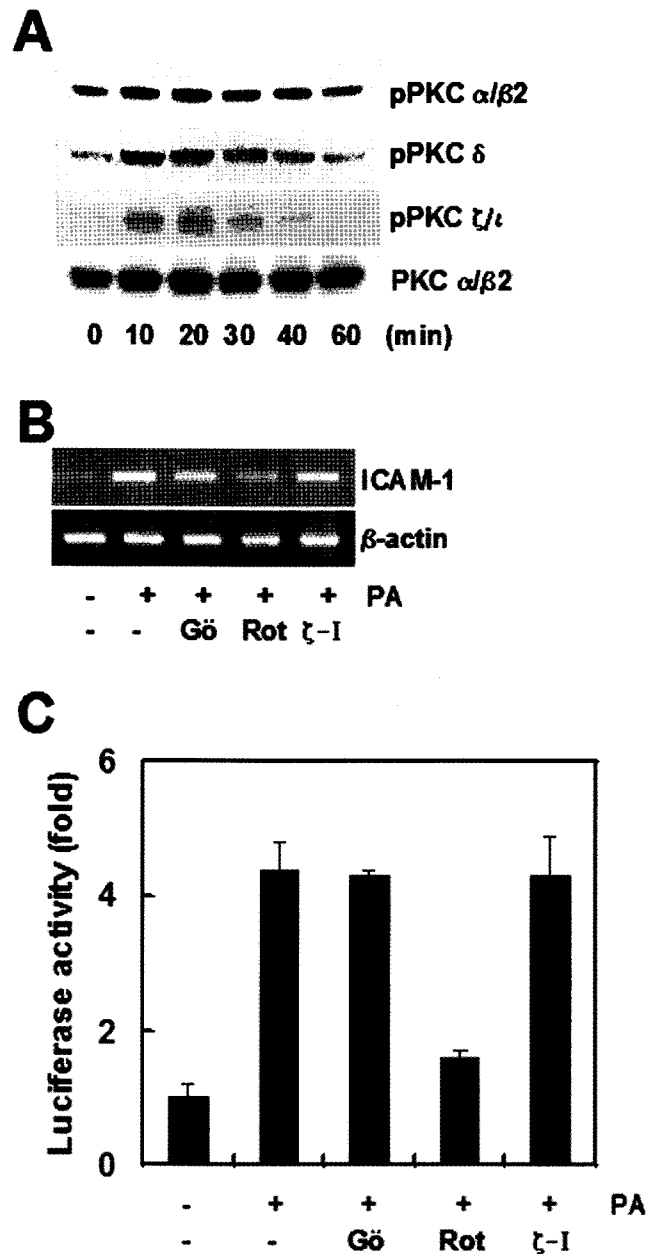 A
pPKC α/β2
pPKC δ
pPKC ζ/ι
PKC α/β2
0 10 20 30 40 60 (min)
B
ICAM-1
β-actin
- + + + + PA
- - Gö Rot ζ-I
C
Luciferase activity (fold)
6
4
2
0
- + + + + PA
- - Gö Rot ζ-I